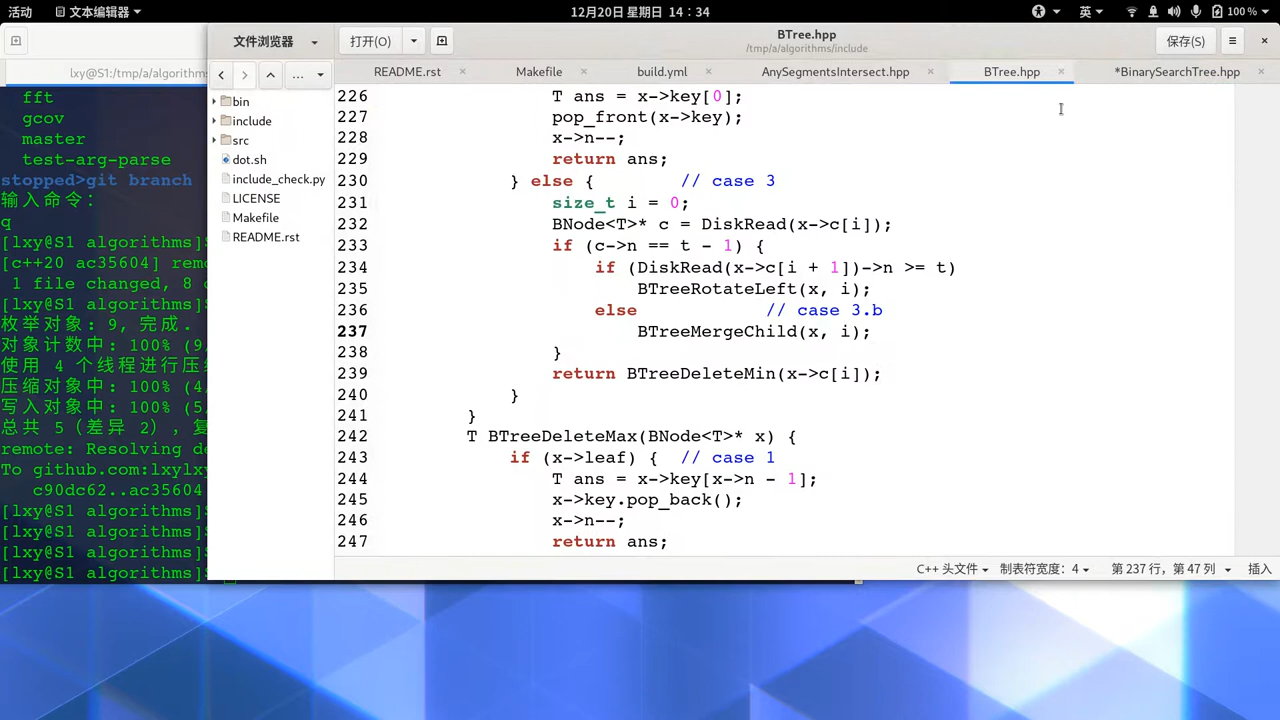 活动 文本编辑器 12月20日 星期日 14：34 英 100 %
文件浏览器 打开(O) BTree.hpp 保存(S)
/tmp/a/algorithms/include
lxy@S1:/tmp/a/algorithms
... README.rst Makefile build.yml AnySegmentsIntersect.hpp BTree.hpp *BinarySearchTree.hpp
fft
gcov
master
test-arg-parse
stopped>git branch
输入命令：
q
[lxy@S1 algorithms]
[c++20 ac35604] rem
1 file changed, 8
[lxy@S1 algorithms]
枚举对象: 9, 完成.
对象计数中: 100% (9/
使用 4 个线程进行压缩
压缩对象中: 100% (4/
写入对象中: 100% (5/
总共 5（差异 2），复
remote: Resolving de
To github.com:lxylxy
c90dc62..ac35604
[lxy@S1 algorithms]
[lxy@S1 algorithms]
[lxy@S1 algorithms]
[lxy@S1 algorithms]
bin
include
src
dot.sh
include_check.py
LICENSE
Makefile
README.rst
226 T ans = x->key[0];
227 pop_front(x->key);
228 x->n--;
229 return ans;
230 } else { // case 3
231 size_t i = 0;
232 BNode<T>* c = DiskRead(x->c[i]);
233 if (c->n == t - 1) {
234 if (DiskRead(x->c[i + 1])->n >= t)
235 BTreeRotateLeft(x, i);
236 else // case 3.b
237 BTreeMergeChild(x, i);
238 }
239 return BTreeDeleteMin(x->c[i]);
240 }
241 }
242 T BTreeDeleteMax(BNode<T>* x) {
243 if (x->leaf) { // case 1
244 T ans = x->key[x->n - 1];
245 x->key.pop_back();
246 x->n--;
247 return ans;
C++ 头文件 制表符宽度：4 第 237 行，第 47 列 插入